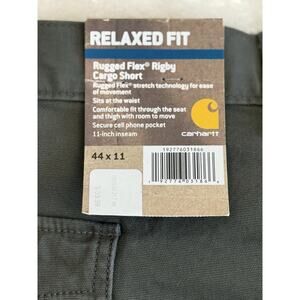 RELAXED FIT
Rugged Flex® Rigby
Cargo Short
Rugged Flex® stretch technology for ease
of movement
Sits at the waist
Comfortable fit through the seat
and thigh with room to move
Secure cell phone pocket
11-inch inseam
carhartt
44 x 11
192776031866